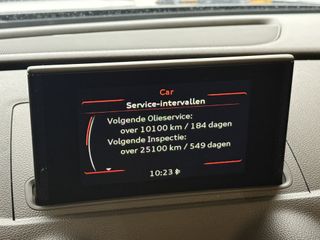 Car
Service-intervallen
Volgende Olieservice:
over 10100 km / 184 dagen
Volgende Inspectie:
over 25100 km / 549 dagen
10:23